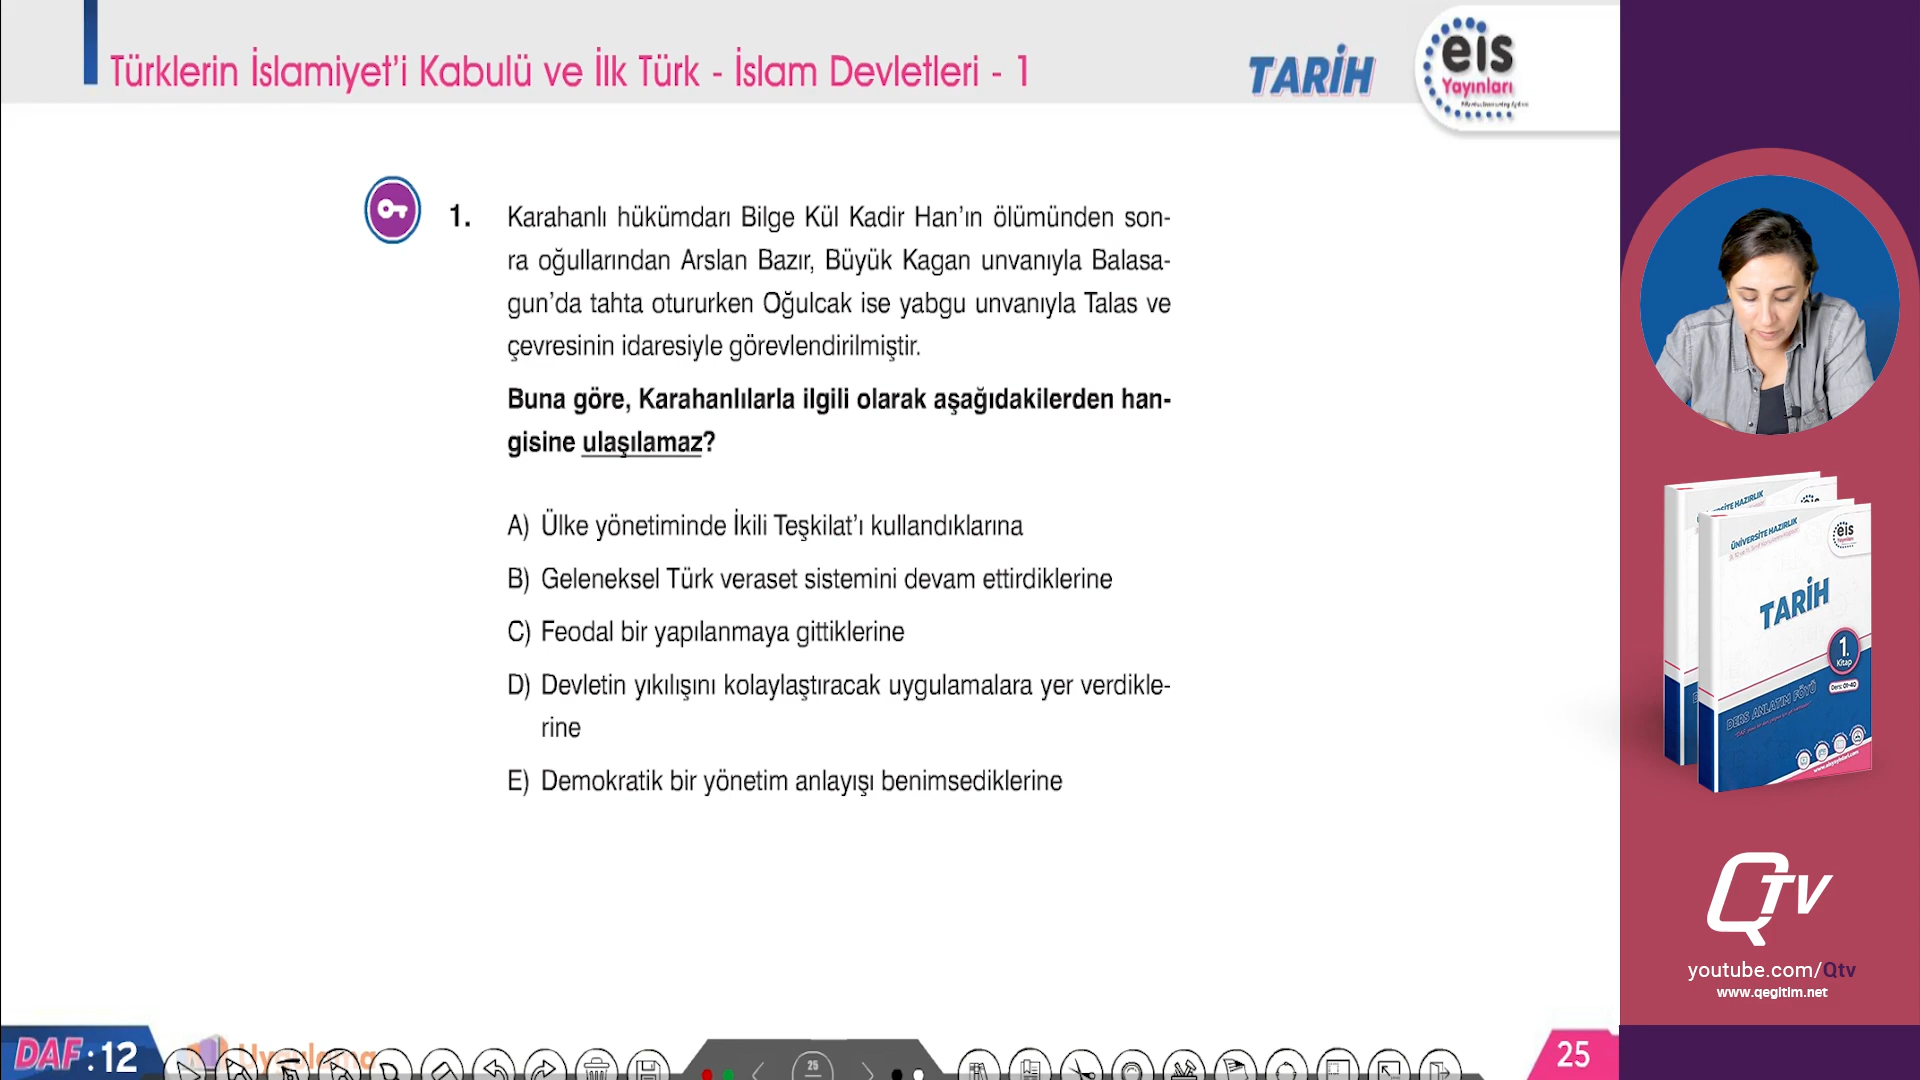 Türklerin İslamiyet’i Kabulü ve İlk Türk - İslam Devletleri - 1
TARİH
eis
Yayınları
1. Karahanlı hükümdarı Bilge Kül Kadir Han’ın ölümünden son-
ra oğullarından Arslan Bazır, Büyük Kagan unvanıyla Balasa-
gun’da tahta otururken Oğulcak ise yabgu unvanıyla Talas ve
çevresinin idaresiyle görevlendirilmiştir.
Buna göre, Karahanlılarla ilgili olarak aşağıdakilerden han-
gisine ulaşılamaz?
A) Ülke yönetiminde İkili Teşkilat’ı kullandıklarına
B) Geleneksel Türk veraset sistemini devam ettirdiklerine
C) Feodal bir yapılanmaya gittiklerine
D) Devletin yıkılışını kolaylaştıracak uygulamalara yer verdikle-
rine
E) Demokratik bir yönetim anlayışı benimsediklerine
ÜNİVERSİTE HAZIRLIK
eis
TARİH
1.
Kitap
DERS ANLATIM FÖYÜ
QTV
youtube.com/Qtv
www.qegitim.net
DAF : 12
Uygulama
25
25